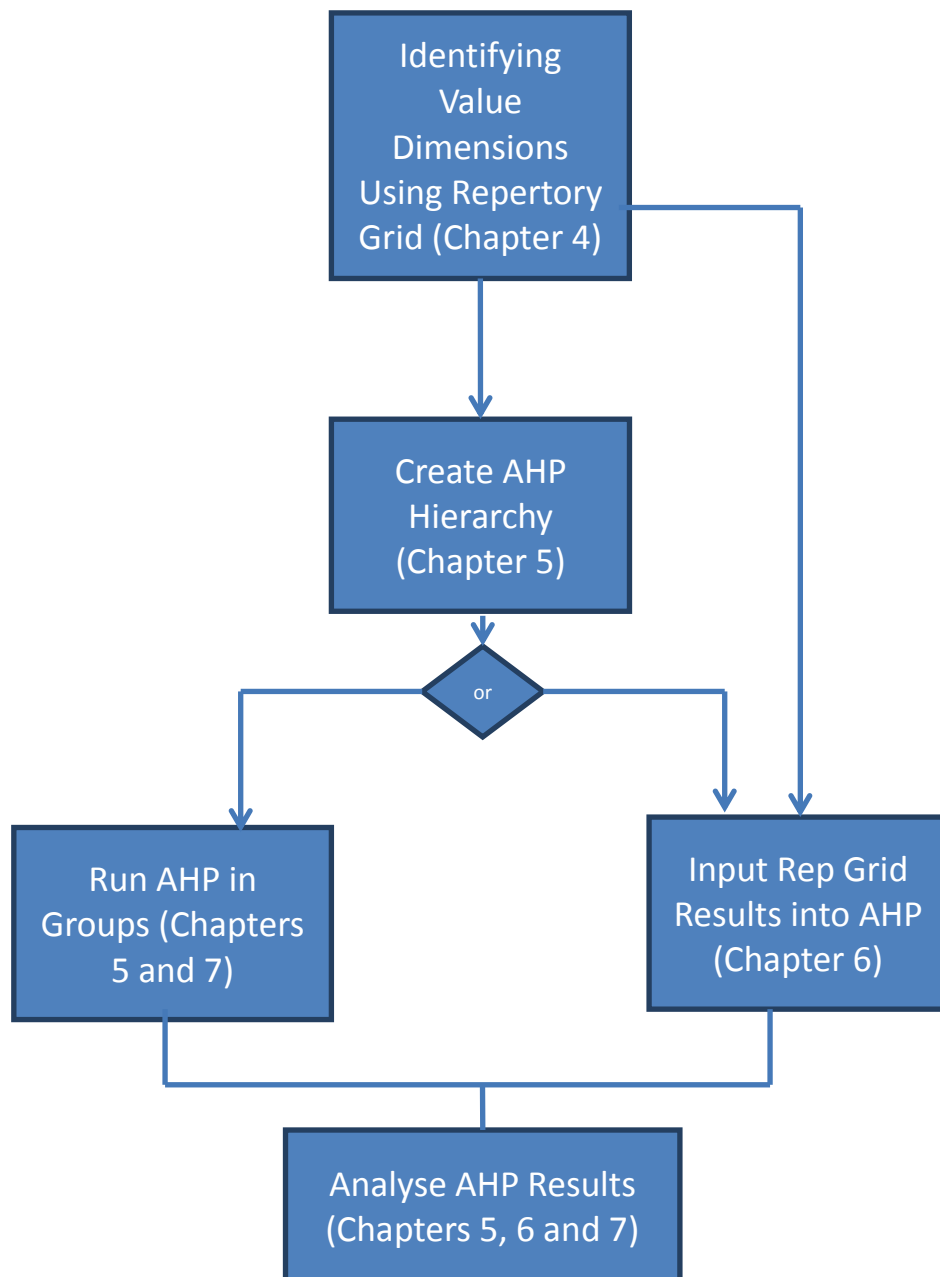 Identifying
Value
Dimensions
Using Repertory
Grid (Chapter 4)
Create AHP
Hierarchy
(Chapter 5)
or
Run AHP in
Groups (Chapters
5 and 7)
Input Rep Grid
Results into AHP
(Chapter 6)
Analyse AHP Results
(Chapters 5, 6 and 7)